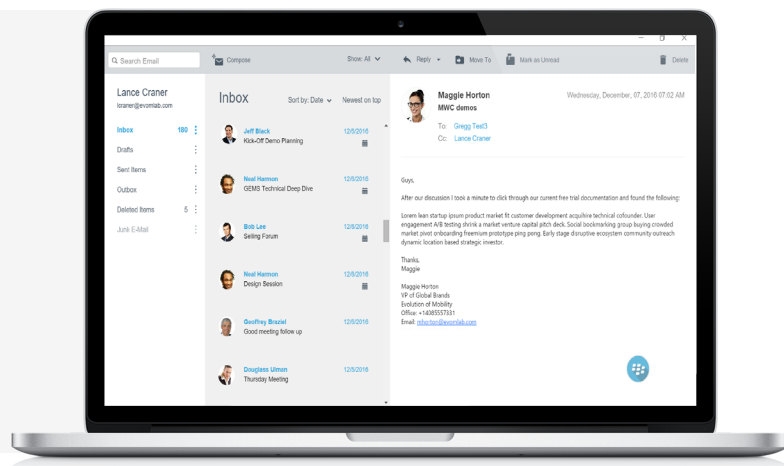 Search Email
Compose
Show: All
Reply
Move To
Mark as Unread
Delete
Lance Craner
lcraner@evomlab.com
Inbox 180
Drafts
Sent Items
Outbox
Deleted Items 5
Junk E-Mail
Inbox
Sort by: Date
Newest on top
Jeff Black 12/5/2016
Kick-Off Demo Planning
Neal Harmon 12/5/2016
GEMS Technical Deep Dive
Bob Lee 12/5/2016
Selling Forum
Neal Harmon 12/5/2016
Design Session
Geoffrey Braziel 12/5/2016
Good meeting follow up
Douglass Ulmon 12/5/2016
Thursday Meeting
Maggie Horton
Wednesday, December, 07, 2016 07:02 AM
MWC demos
To: Gregg Test3
Cc: Lance Craner
Guys,
After our discussion I took a minute to click through our current free trial documentation and found the following:
Lorem lean startup ipsum product market fit customer development acquihire technical cofounder. User
engagement A/B testing shrink a market venture capital pitch deck. Social bookmarking group buying crowded
market pivot onboarding freemium prototype ping pong. Early stage disruptive ecosystem community outreach
dynamic location based strategic investor.
Thanks,
Maggie
Maggie Horton
VP of Global Brands
Evolution of Mobility
Office: +14085557331
Email: mhorton@evomlab.com